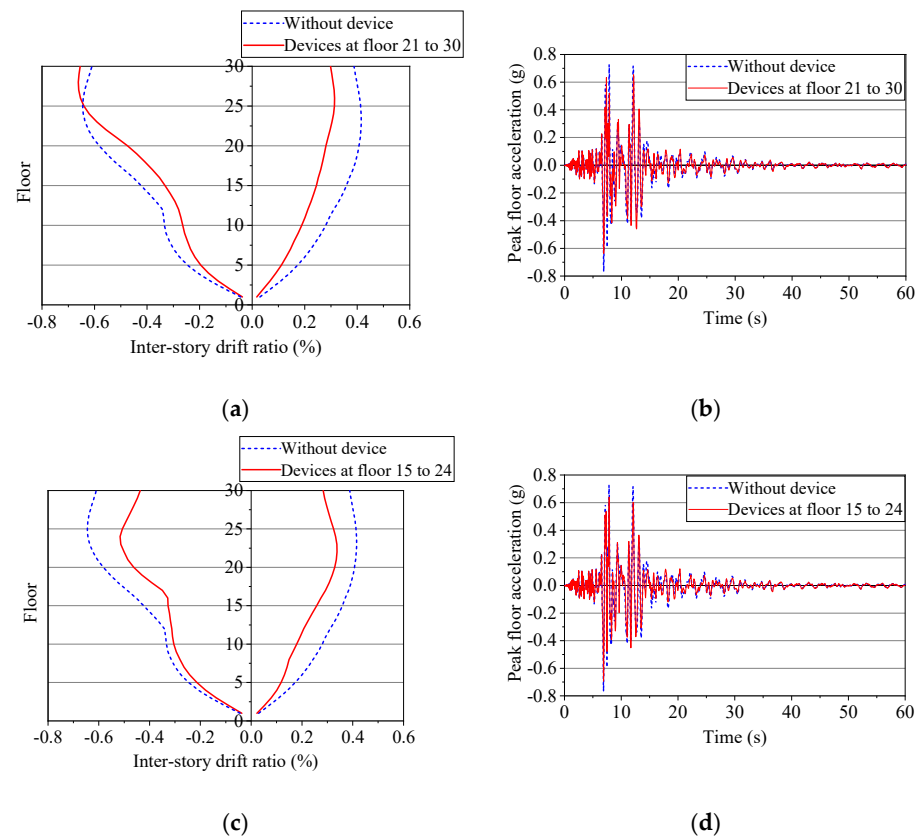 Without device
Devices at floor 21 to 30
30
25
20
15
10
5
0
Floor
-0.8 -0.6 -0.4 -0.2 0.0 0.2 0.4 0.6
Inter-story drift ratio (%)
(a)
Without device
Devices at floor 21 to 30
0.8
0.6
0.4
0.2
0.0
-0.2
-0.4
-0.6
-0.8
Peak floor acceleration (g)
0 10 20 30 40 50 60
Time (s)
(b)
Without device
Devices at floor 15 to 24
30
25
20
15
10
5
0
Floor
-0.8 -0.6 -0.4 -0.2 0.0 0.2 0.4 0.6
Inter-story drift ratio (%)
(c)
Without device
Devices at floor 15 to 24
0.8
0.6
0.4
0.2
0.0
-0.2
-0.4
-0.6
-0.8
Peak floor acceleration (g)
0 10 20 30 40 50 60
Time (s)
(d)